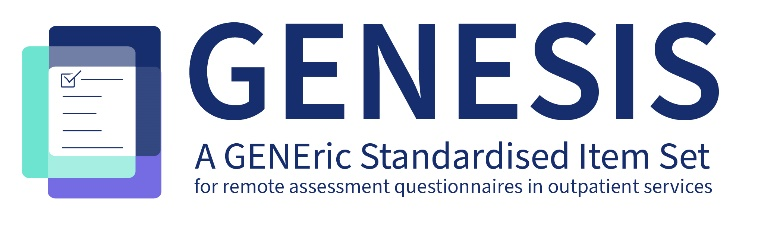 GENESIS
A GENEric Standardised Item Set
for remote assessment questionnaires in outpatient services